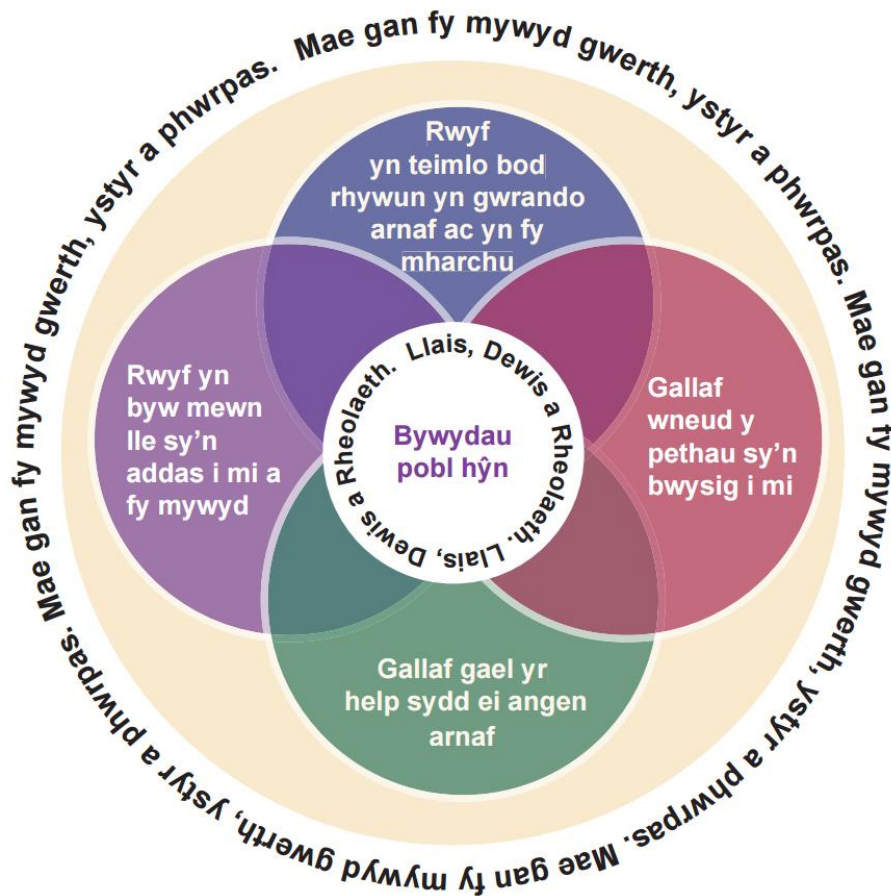 Mae gan fy mywyd gwerth, ystyr a phwrpas. Mae gan fy mywyd gwerth, ystyr a phwrpas. Mae gan fy mywyd gwerth, ystyr a phwrpas. Mae gan fy mywyd gwerth, ystyr a phwrpas.
Rwyf
yn teimlo bod
rhywun yn gwrando
arnaf ac yn fy
mharchu
Rwyf yn
byw mewn
lle sy'n
addas i mi a
fy mywyd
Llais, Dewis a Rheolaeth. Llais, Dewis a Rheolaeth.
Bywydau
pobl hŷn
Gallaf
wneud y
pethau sy'n
bwysig i mi
Gallaf gael yr
help sydd ei angen
arnaf